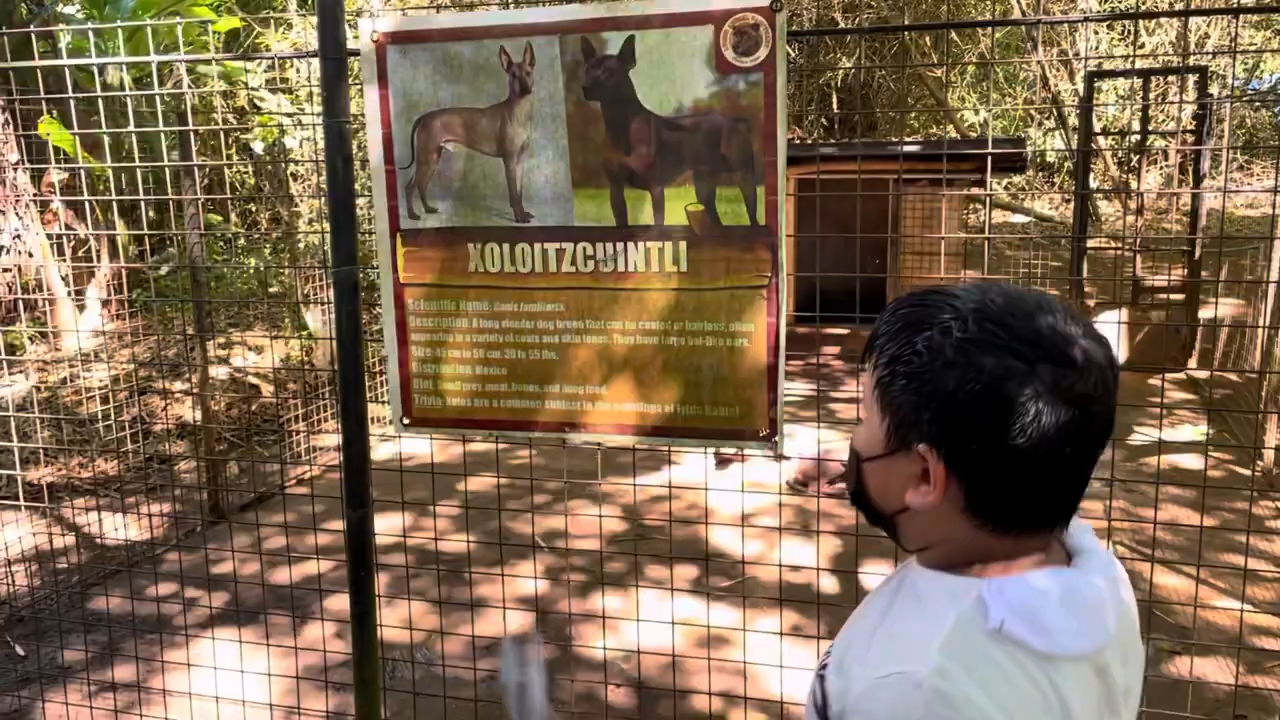 XOLOITZCUINTLI
Scientific Name: Canis familiaris
Description: A long slender dog breed that can be coated or hairless, often
appearing in a variety of coats and skin tones. They have large bat-like ears.
Size: 45 cm to 50 cm. 30 to 55 lbs.
Distribution: Mexico
Diet: Small prey, meat, bones, and dog feed.
Trivia: Xolos are a common subject in the paintings of Frida Kahlo!